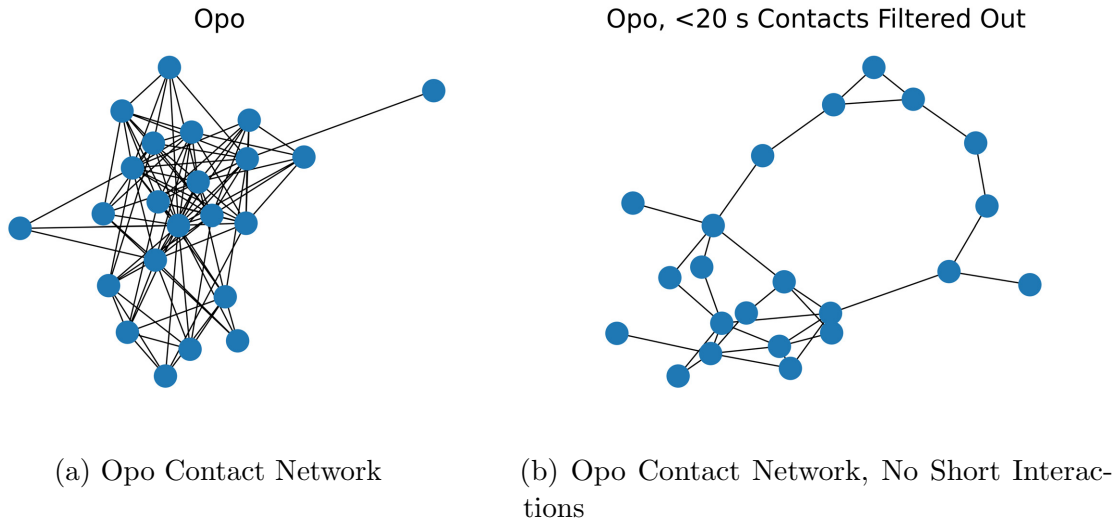 Opo
Opo, <20 s Contacts Filtered Out
(a) Opo Contact Network
(b) Opo Contact Network, No Short Interac-
tions